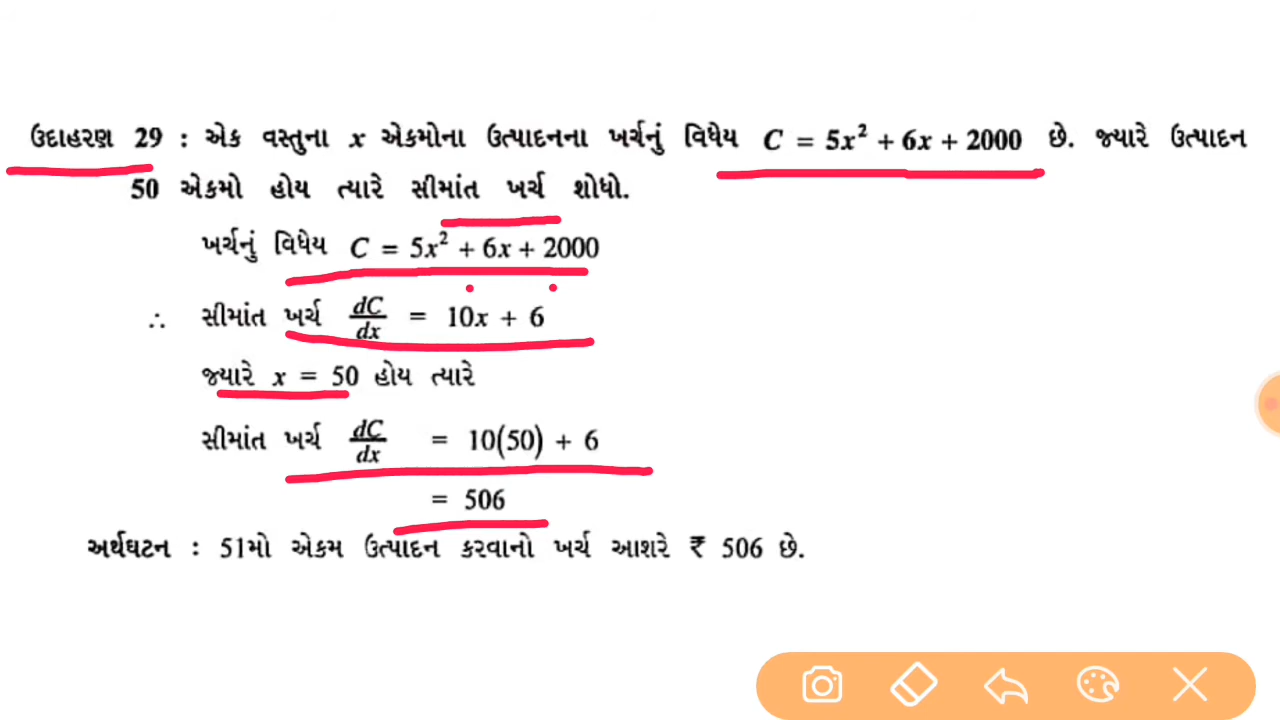 ઉદાહરણ 29 : એક વસ્તુના x એકમોના ઉત્પાદનના ખર્ચનું વિધેય C = 5x² + 6x + 2000 છે. જ્યારે ઉત્પાદન
50 એકમો હોય ત્યારે સીમાંત ખર્ચ શોધો.
ખર્ચનું વિધેય C = 5x² + 6x + 2000
∴ સીમાંત ખર્ચ dC/dx = 10x + 6
જ્યારે x = 50 હોય ત્યારે
સીમાંત ખર્ચ dC/dx = 10(50) + 6
= 506
અર્થઘટન : 51મો એકમ ઉત્પાદન કરવાનો ખર્ચ આશરે ₹ 506 છે.